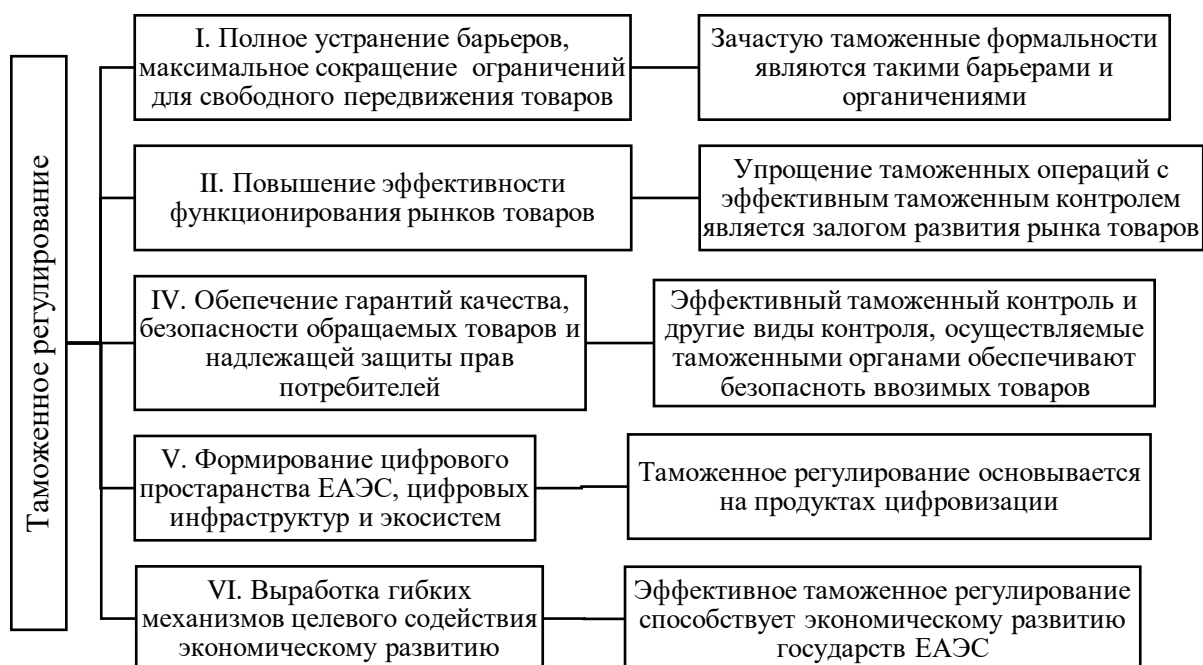 Таможенное регулирование
I. Полное устранение барьеров,
максимальное сокращение ограничений
для свободного передвижения товаров
Зачастую таможенные формальности
являются такими барьерами и
органичениями
II. Повышение эффективности
функционирования рынков товаров
Упрощение таможенных операций с
эффективным таможенным контролем
является залогом развития рынка товаров
IV. Обепечение гарантий качества,
безопасности обращаемых товаров и
надлежащей защиты прав
потребителей
Эффективный таможенный контроль и
другие виды контроля, осуществляемые
таможенными органами обеспечивают
безопасноть ввозимых товаров
V. Формирование цифрового
простаранства ЕАЭС, цифровых
инфраструктур и экосистем
Таможенное регулирование основывается
на продуктах цифровизации
VI. Выработка гибких
механизмов целевого содействия
экономическому развитию
Эффективное таможенное регулирование
способствует экономическому развитию
государств ЕАЭС